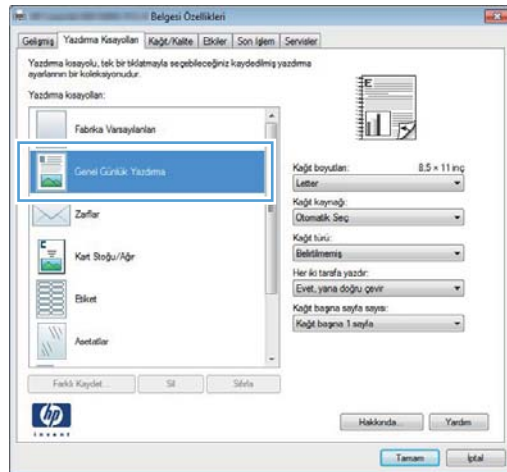 Belgesi Özellikleri
Gelişmiş Yazdırma Kısayolları Kağıt/Kalite Etkiler Son İşlem Servisler
Yazdırma kısayolu, tek bir tıklatmayla seçebileceğiniz kaydedilmiş yazdırma
ayarlarının bir koleksiyonudur.
Yazdırma kısayolları:
Fabrika Varsayılanları
Genel Günlük Yazdırma
Zarflar
Kart Stoğu/Ağır
Etiket
Asetatlar
Farklı Kaydet...
Sil
Sıfırla
E
Kağıt boyutları: 8,5 × 11 inç
Letter
Kağıt kaynağı:
Otomatik Seç
Kağıt türü:
Belirtilmemiş
Her iki tarafa yazdır:
Evet, yana doğru çevir
Kağıt başına sayfa sayısı:
Kağıt başına 1 sayfa
hp
invent
Hakkında...
Yardım
Tamam
İptal